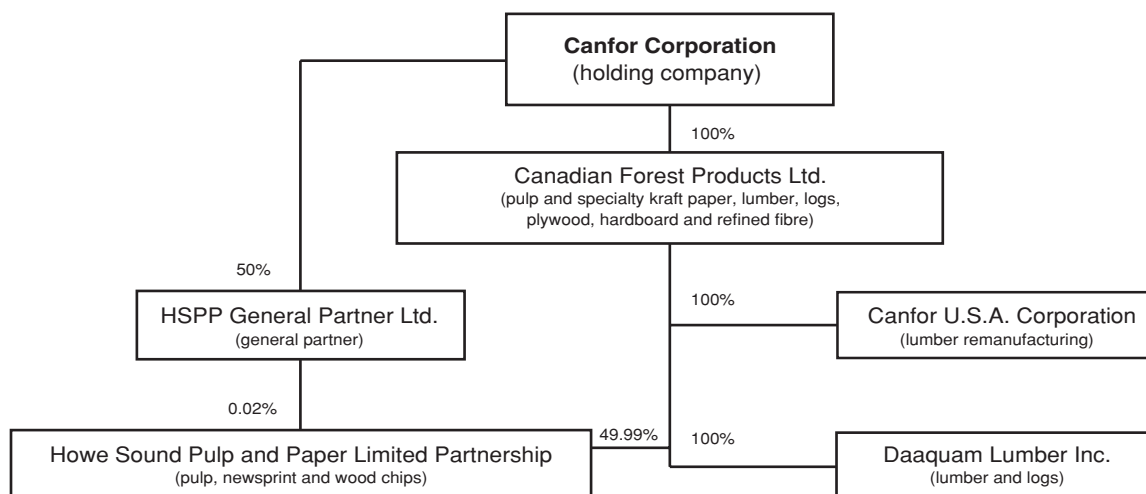 Canfor Corporation
(holding company)
100%
Canadian Forest Products Ltd.
(pulp and specialty kraft paper, lumber, logs,
plywood, hardboard and refined fibre)
50%
HSPP General Partner Ltd.
(general partner)
100%
Canfor U.S.A. Corporation
(lumber remanufacturing)
0.02%
Howe Sound Pulp and Paper Limited Partnership
(pulp, newsprint and wood chips)
49.99%
100%
Daaquam Lumber Inc.
(lumber and logs)